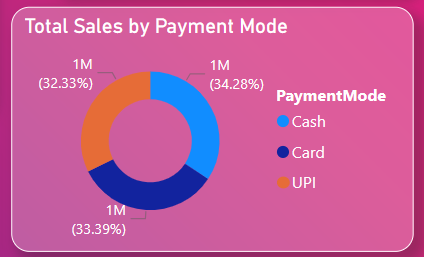 Total Sales by Payment Mode
1M
(32.33%)
1M
(34.28%)
PaymentMode
Cash
Card
UPI
1M
(33.39%)